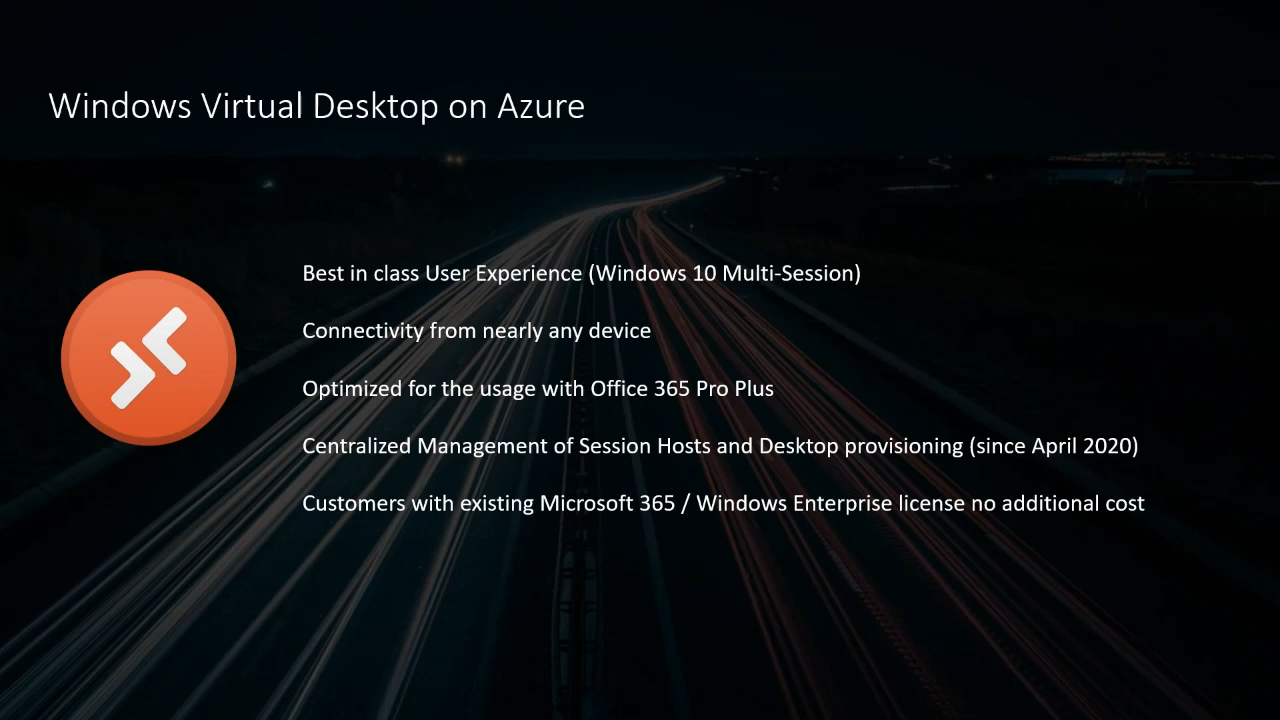 Windows Virtual Desktop on Azure
Best in class User Experience (Windows 10 Multi-Session)
Connectivity from nearly any device
Optimized for the usage with Office 365 Pro Plus
Centralized Management of Session Hosts and Desktop provisioning (since April 2020)
Customers with existing Microsoft 365 / Windows Enterprise license no additional cost